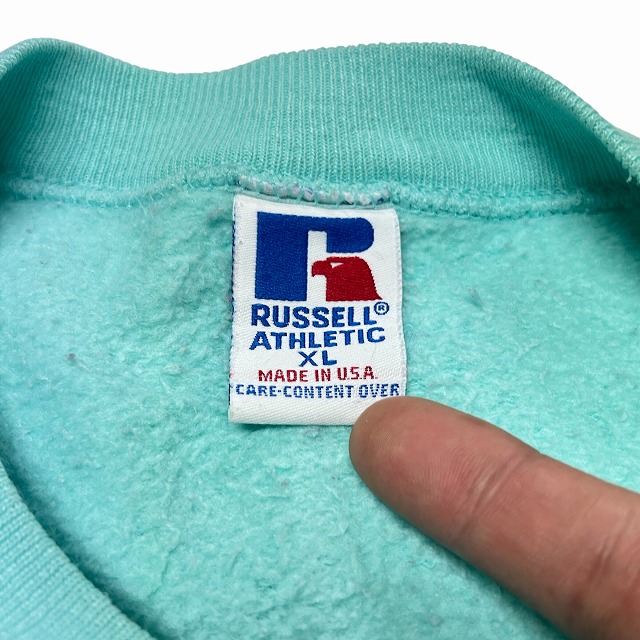 RUSSELL®
ATHLETIC
XL
MADE IN U.S.A.
CARE-CONTENT OVER